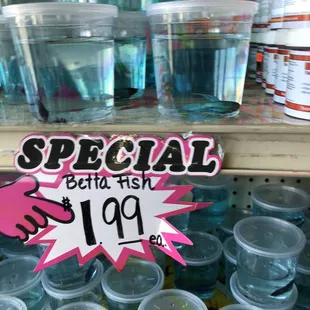 SPECIAL
Betta fish
$1.99 ea.